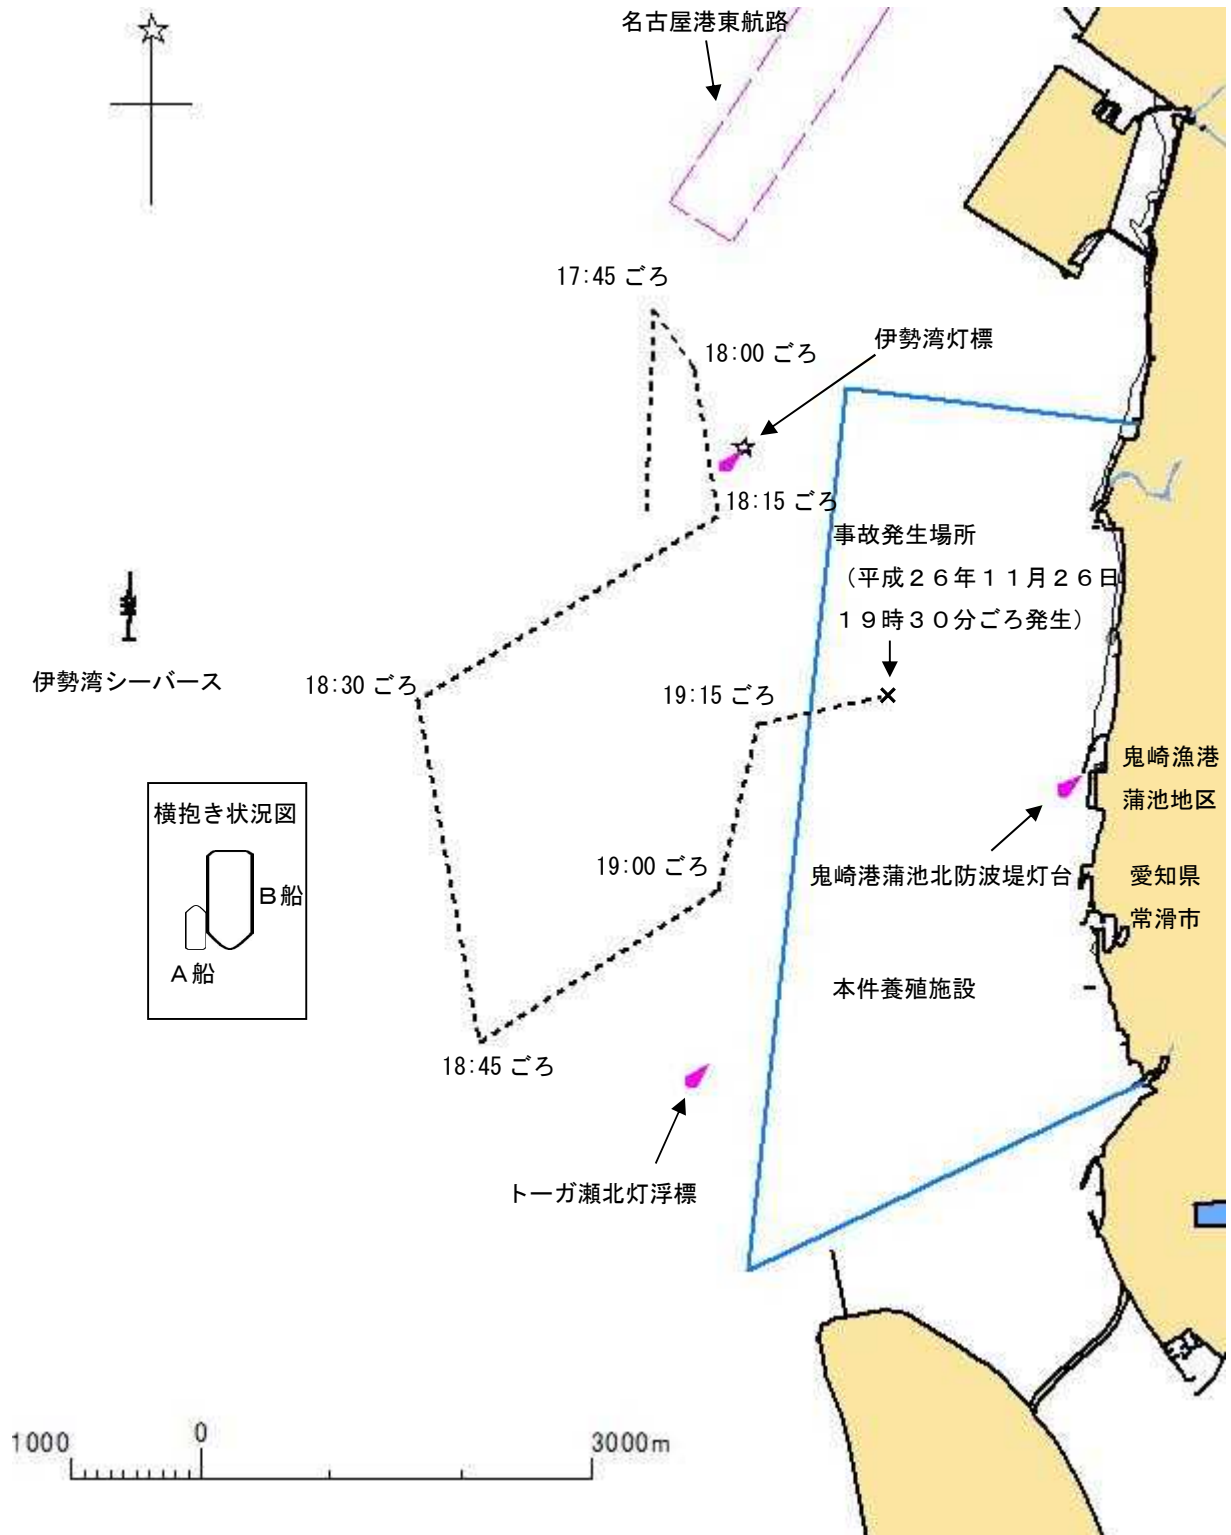 名古屋港東航路
17:45 ごろ
18:00 ごろ
伊勢湾灯標
18:15 ごろ
事故発生場所
（平成２６年１１月２６日
１９時３０分ごろ発生）
伊勢湾シーバース
18:30 ごろ
19:15 ごろ
鬼崎漁港
蒲池地区
横抱き状況図
Ｂ船
Ａ船
19:00 ごろ
鬼崎港蒲池北防波堤灯台
愛知県
常滑市
本件養殖施設
18:45 ごろ
トーガ瀬北灯浮標
1000
0
3000m